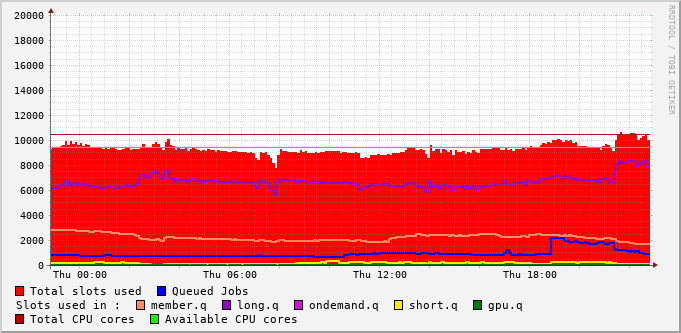 RRDTOOL / TOBI OETIKER
20000
18000
16000
14000
12000
10000
8000
6000
4000
2000
0
Thu 00:00 Thu 06:00 Thu 12:00 Thu 18:00
Total slots used Queued Jobs
Slots used in : member.q long.q ondemand.q short.q gpu.q
Total CPU cores Available CPU cores